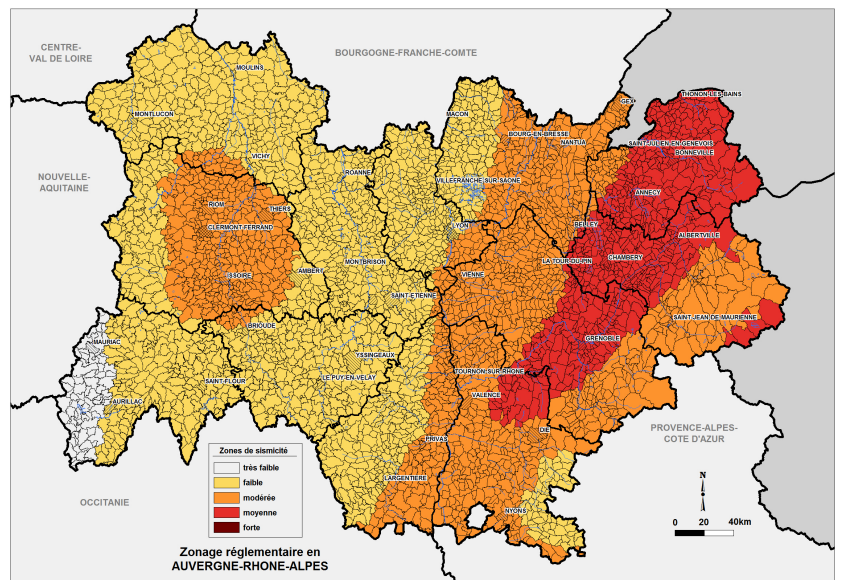 CENTRE-
VAL DE LOIRE
BOURGOGNE-FRANCHE-COMTE
MOULINS
MONTLUCON
VICHY
NOUVELLE-
AQUITAINE
MACON
GEX
THONON-LES-BAINS
BOURG-EN-BRESSE
NANTUA
SAINT-JULIEN-EN-GENEVOIS
BONNEVILLE
ROANNE
VILLEFRANCHE-SUR-SAONE
ANNECY
RIOM
THIERS
CLERMONT-FERRAND
LYON
BELLEY
ALBERTVILLE
ISSOIRE
AMBERT
MONTBRISON
VIENNE
LA TOUR-DU-PIN
CHAMBERY
SAINT-ETIENNE
SAINT-JEAN-DE-MAURIENNE
BRIOUDE
MAURIAC
YSSINGEAUX
GRENOBLE
SAINT-FLOUR
LE PUY-EN-VELAY
TOURNON-SUR-RHONE
AURILLAC
VALENCE
PRIVAS
DIE
PROVENCE-ALPES-
COTE D'AZUR
LARGENTIERE
NYONS
OCCITANIE
Zones de sismicité
très faible
faible
modérée
moyenne
forte
N
0 20 40km
Zonage réglementaire en
AUVERGNE-RHONE-ALPES